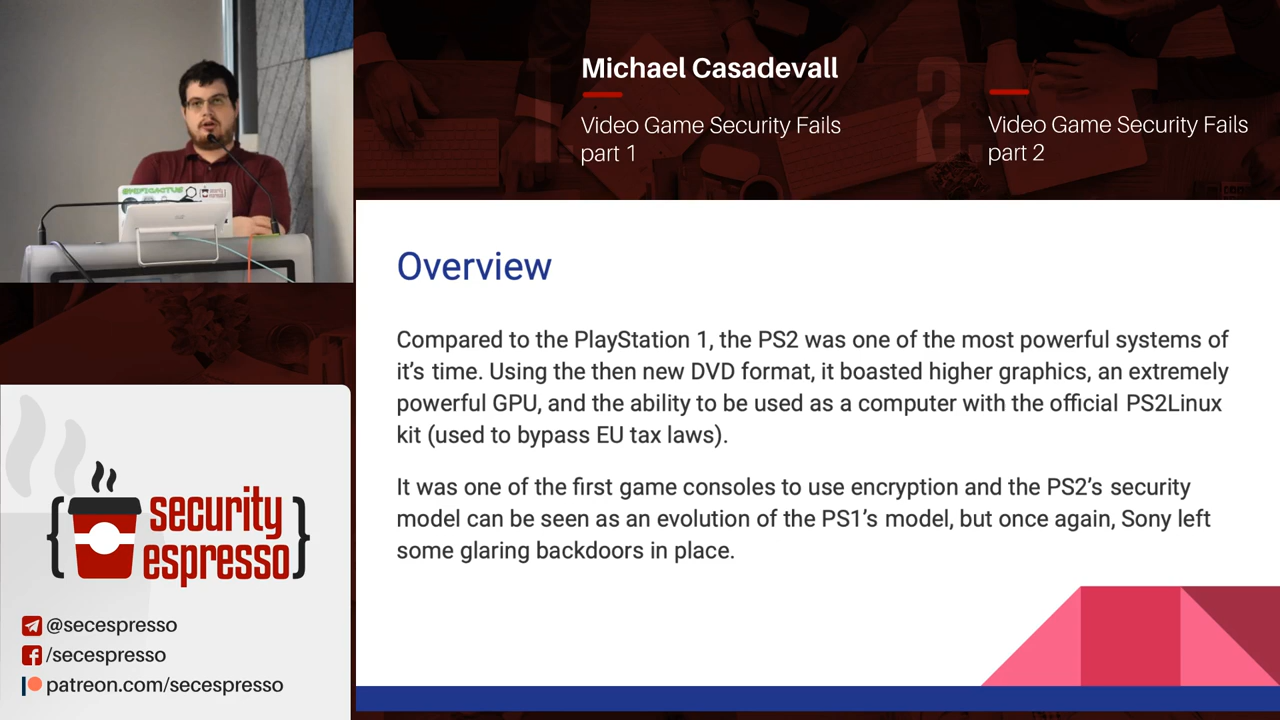 Michael Casadevall
1.
Video Game Security Fails
part 1
2.
Video Game Security Fails
part 2
Overview
Compared to the PlayStation 1, the PS2 was one of the most powerful systems of
it's time. Using the then new DVD format, it boasted higher graphics, an extremely
powerful GPU, and the ability to be used as a computer with the official PS2Linux
kit (used to bypass EU tax laws).
It was one of the first game consoles to use encryption and the PS2's security
model can be seen as an evolution of the PS1's model, but once again, Sony left
some glaring backdoors in place.
security
espresso
@secespresso
/secespresso
patreon.com/secespresso